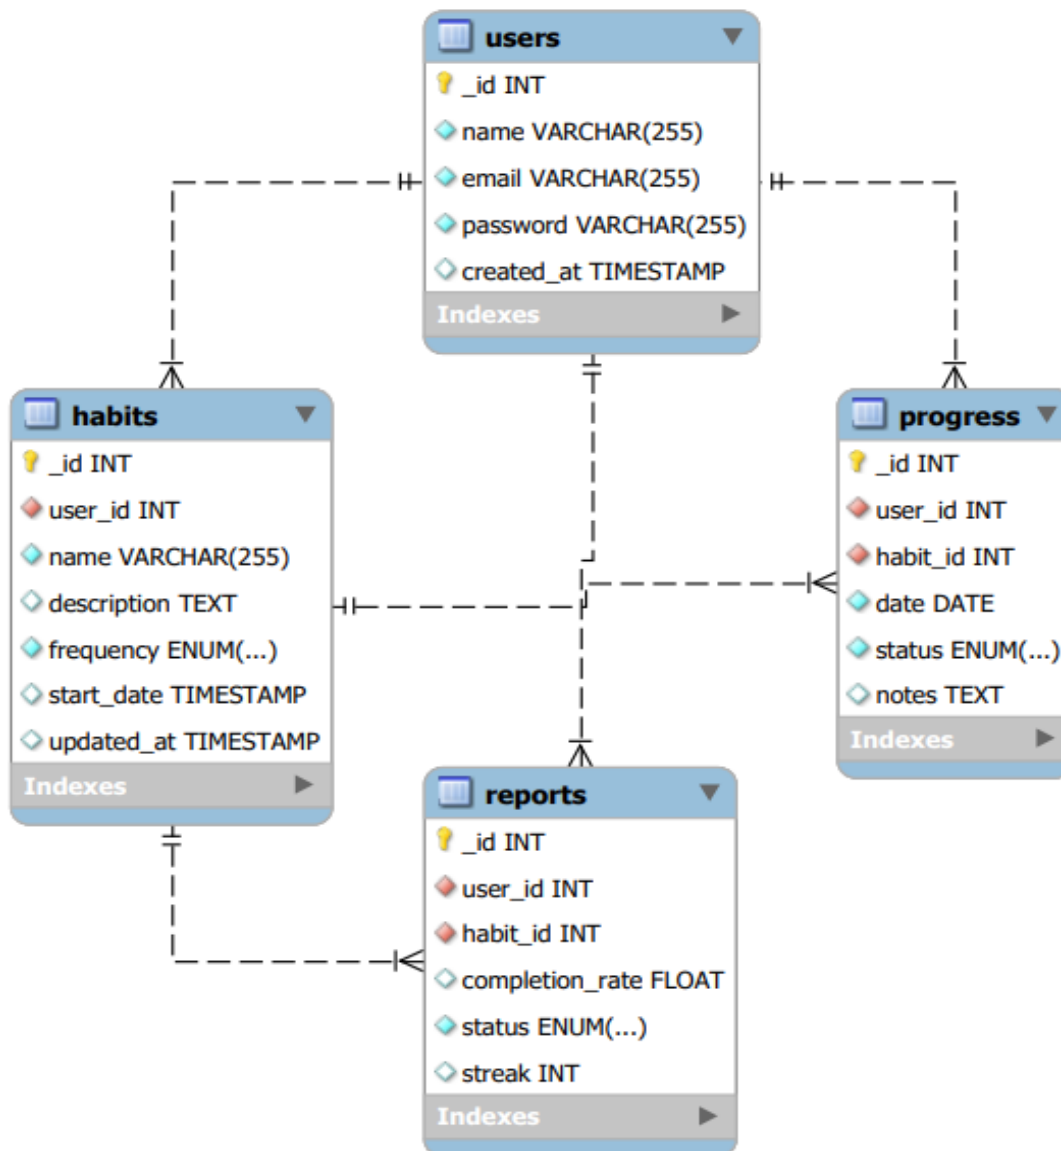 users
_id INT
name VARCHAR(255)
email VARCHAR(255)
password VARCHAR(255)
created_at TIMESTAMP
Indexes
habits
_id INT
user_id INT
name VARCHAR(255)
description TEXT
frequency ENUM(...)
start_date TIMESTAMP
updated_at TIMESTAMP
Indexes
progress
_id INT
user_id INT
habit_id INT
date DATE
status ENUM(...)
notes TEXT
Indexes
reports
_id INT
user_id INT
habit_id INT
completion_rate FLOAT
status ENUM(...)
streak INT
Indexes